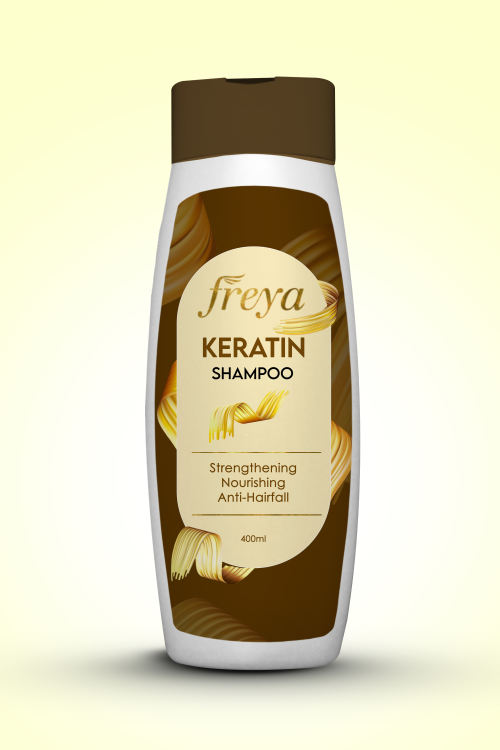 freya
KERATIN
SHAMPOO
Strengthening
Nourishing
Anti-Hairfall
400ml